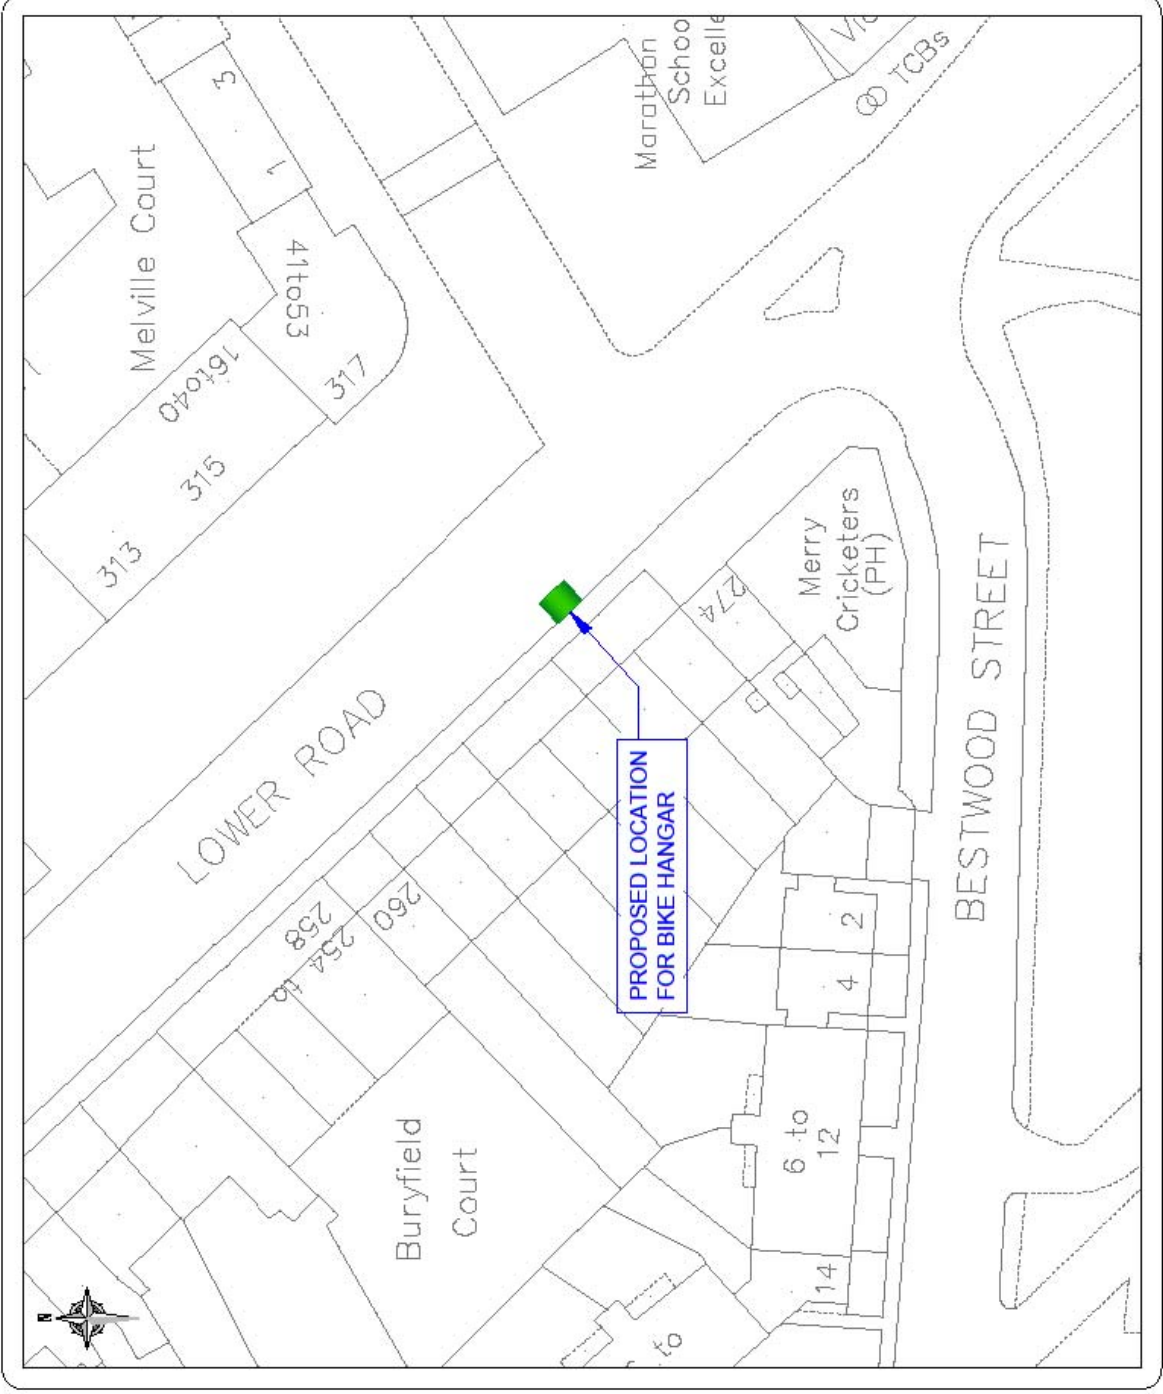 3
1
Melville Court
41to53
16to40
317
315
313
Marathon
Schoo
Excelle
Vic
TCBs
LOWER ROAD
Merry
Cricketers
(PH)
274
BESTWOOD STREET
PROPOSED LOCATION
FOR BIKE HANGAR
258
254 to
260
2
4
6 to
12
14
Buryfield
Court
to
N